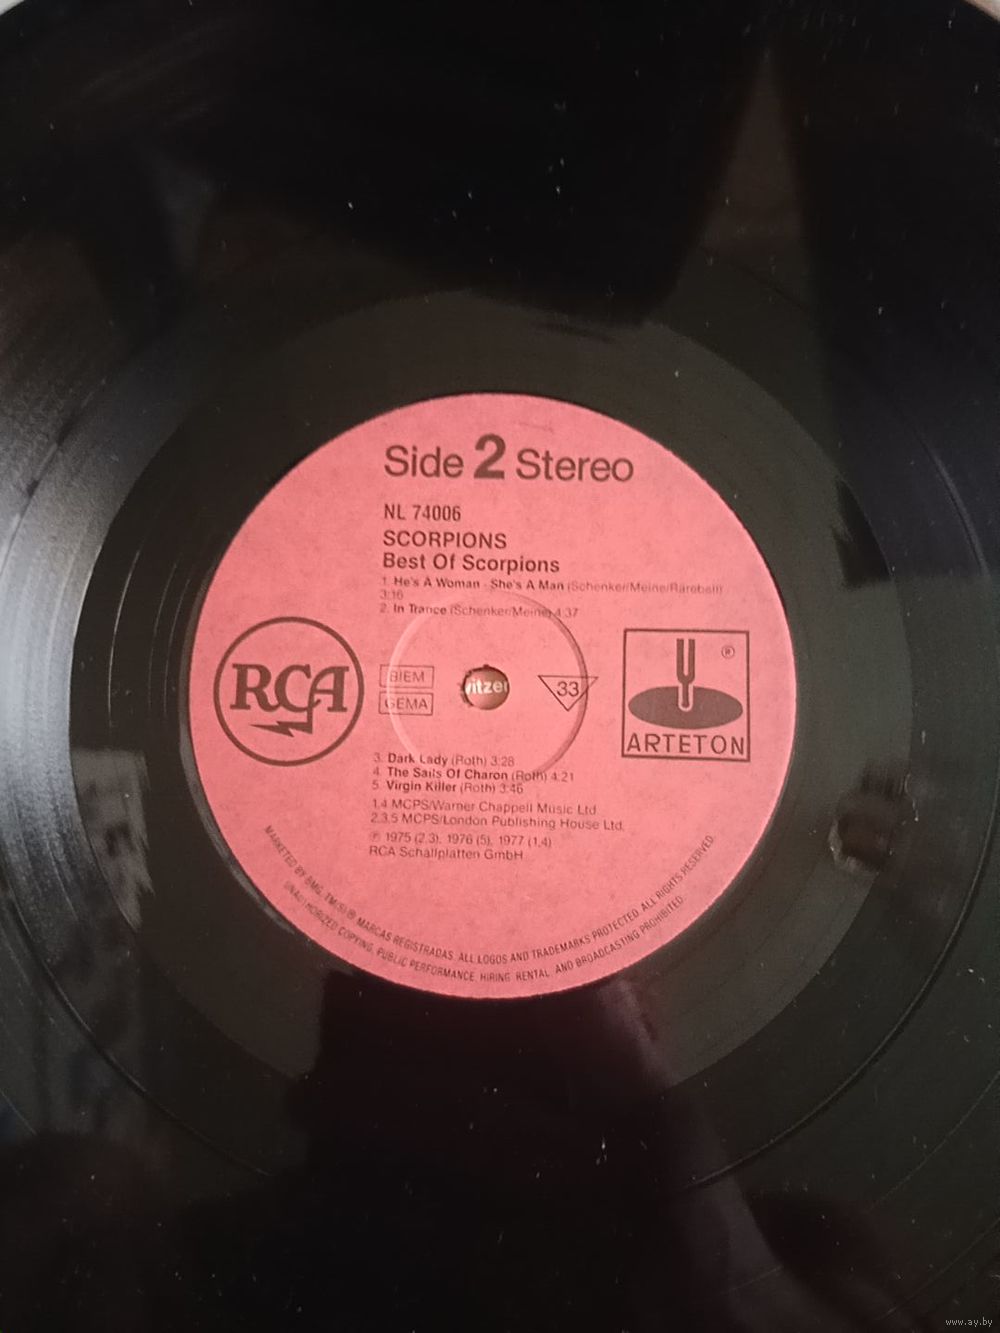 Side 2 Stereo
NL 74006
SCORPIONS
Best Of Scorpions
1. He's A Woman - She's A Man (Schenker/Meine/Rarebell)
3:16
2. In Trance (Schenker/Meine) 4:37
RCA
BIEM
GEMA
itzer
33
®
ARTETON
3. Dark Lady (Roth) 3:28
4. The Sails Of Charon (Roth) 4:21
5. Virgin Killer (Roth) 3:46
1,4 MCPS/Warner Chappell Music Ltd
2,3,5 MCPS/London Publishing House Ltd.
℗ 1975 (2,3), 1976 (5), 1977 (1,4)
RCA Schallplatten GmbH
MARKETED BY BMG. TM(S) ® MARCAS REGISTRADAS. ALL LOGOS AND TRADEMARKS PROTECTED. ALL RIGHTS RESERVED.
UNAUTHORIZED COPYING, PUBLIC PERFORMANCE, HIRING, RENTAL, AND BROADCASTING PROHIBITED.
www.ay.by